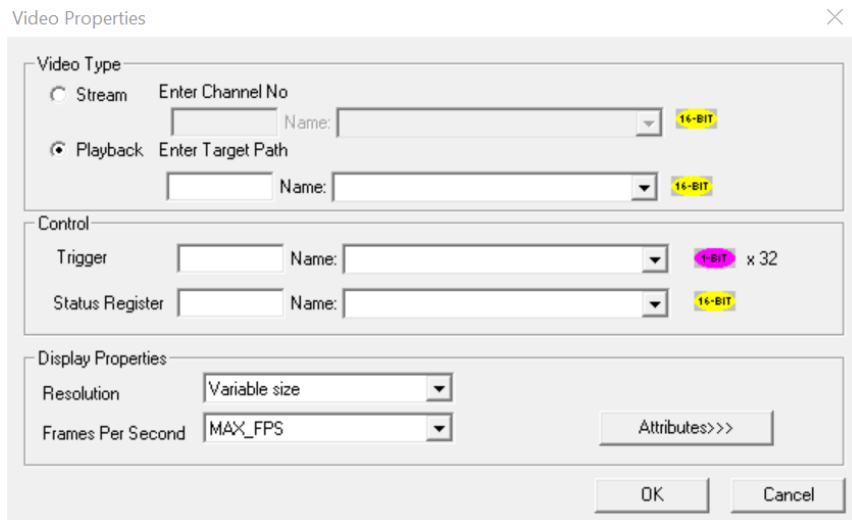 Video Properties
Video Type
Stream Enter Channel No
Name: 16-BIT
Playback Enter Target Path
Name: 16-BIT
Control
Trigger Name: 1-BIT x 32
Status Register Name: 16-BIT
Display Properties
Resolution Variable size
Frames Per Second MAX_FPS Attributes>>>
OK Cancel